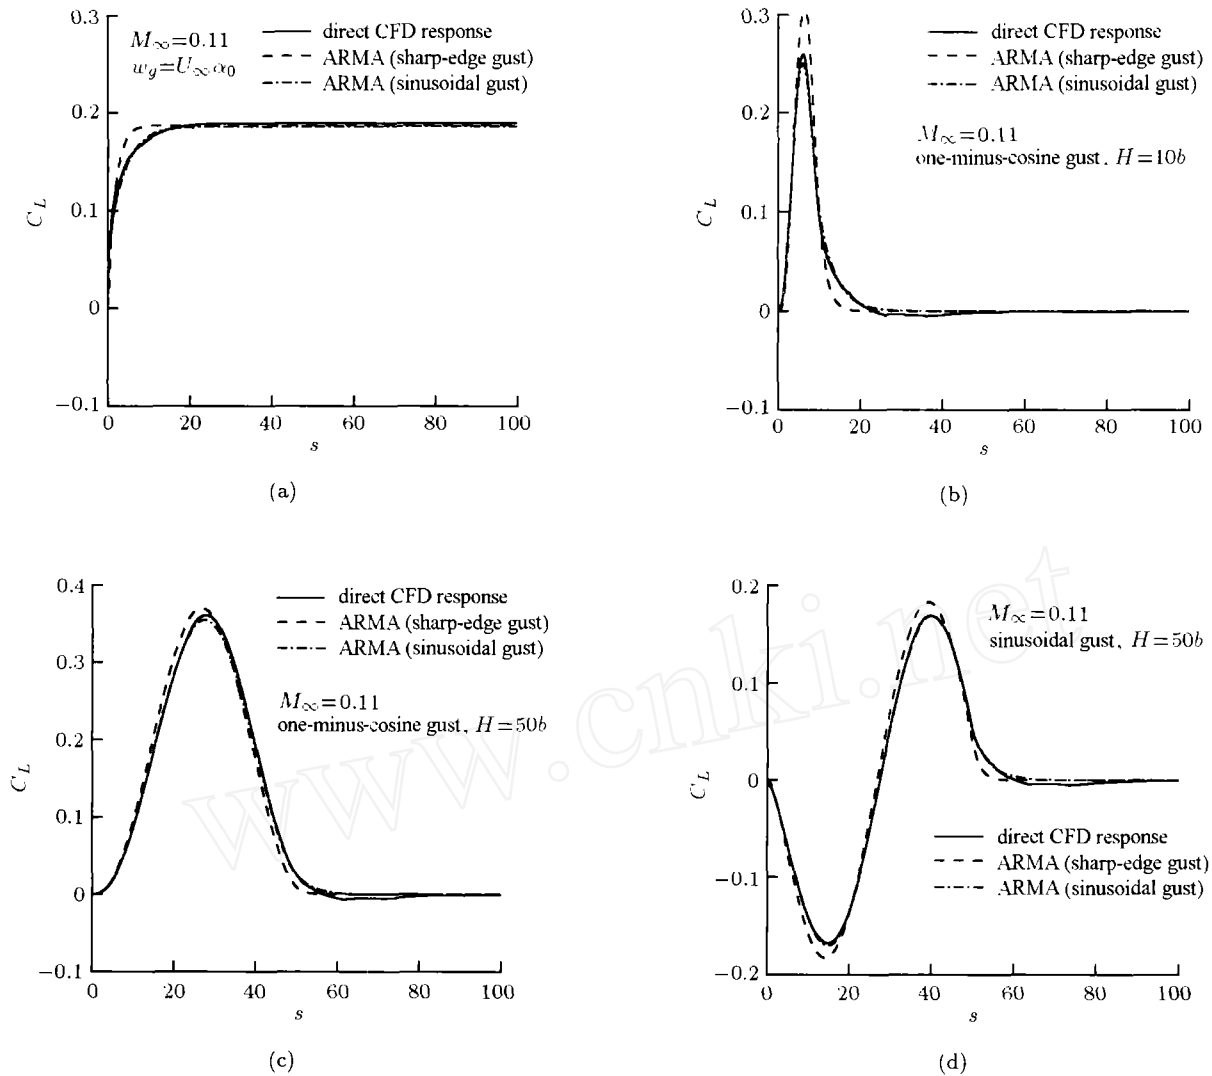 0.3
0.2
0.1
0
−0.1
C_L
M∞=0.11
w_g=U∞α_0
direct CFD response
ARMA (sharp-edge gust)
ARMA (sinusoidal gust)
0 20 40 60 80 100
s
(a)
0.3
0.2
0.1
0
−0.1
C_L
direct CFD response
ARMA (sharp-edge gust)
ARMA (sinusoidal gust)
M∞=0.11
one-minus-cosine gust, H=10b
0 20 40 60 80 100
s
(b)
0.4
0.3
0.2
0.1
0
−0.1
C_L
direct CFD response
ARMA (sharp-edge gust)
ARMA (sinusoidal gust)
M∞=0.11
one-minus-cosine gust, H=50b
0 20 40 60 80 100
s
(c)
0.2
0.1
0
−0.1
−0.2
C_L
M∞=0.11
sinusoidal gust, H=50b
direct CFD response
ARMA (sharp-edge gust)
ARMA (sinusoidal gust)
0 20 40 60 80 100
s
(d)
www.cnki.net